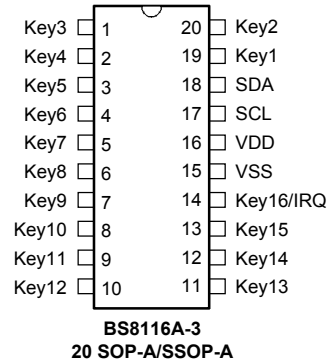 Key3 1 20 Key2
Key4 2 19 Key1
Key5 3 18 SDA
Key6 4 17 SCL
Key7 5 16 VDD
Key8 6 15 VSS
Key9 7 14 Key16/IRQ
Key10 8 13 Key15
Key11 9 12 Key14
Key12 10 11 Key13
BS8116A-3
20 SOP-A/SSOP-A